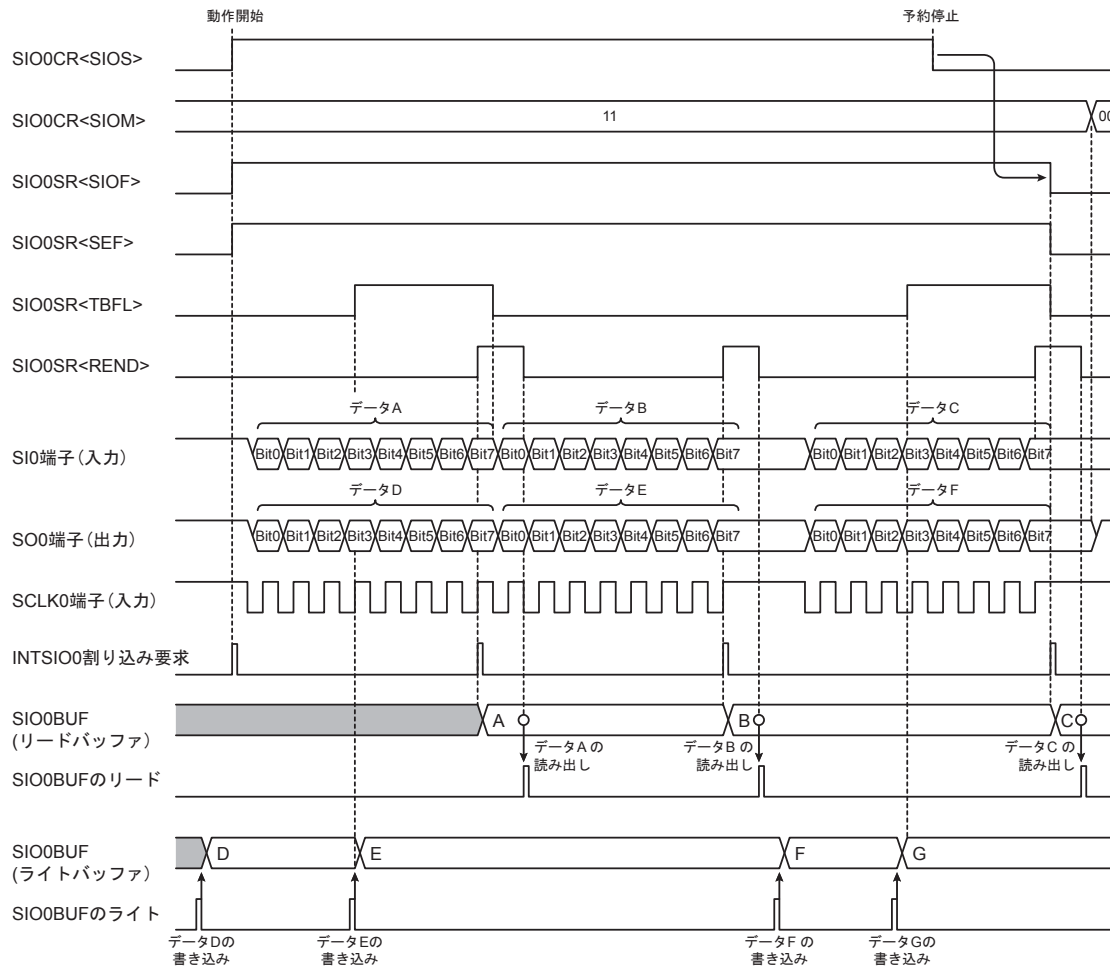 動作開始
予約停止
SIO0CR<SIOS>
SIO0CR<SIOM>
11
00
SIO0SR<SIOF>
SIO0SR<SEF>
SIO0SR<TBFL>
SIO0SR<REND>
データA
データB
データC
SI0端子(入力)
Bit0 Bit1 Bit2 Bit3 Bit4 Bit5 Bit6 Bit7 Bit0 Bit1 Bit2 Bit3 Bit4 Bit5 Bit6 Bit7
Bit0 Bit1 Bit2 Bit3 Bit4 Bit5 Bit6 Bit7
データD
データE
データF
SO0端子(出力)
Bit0 Bit1 Bit2 Bit3 Bit4 Bit5 Bit6 Bit7 Bit0 Bit1 Bit2 Bit3 Bit4 Bit5 Bit6 Bit7
Bit0 Bit1 Bit2 Bit3 Bit4 Bit5 Bit6 Bit7
SCLK0端子(入力)
INTSIO0割り込み要求
SIO0BUF
(リードバッファ)
A
B
C
データAの
読み出し
データBの
読み出し
データCの
読み出し
SIO0BUFのリード
SIO0BUF
(ライトバッファ)
D
E
F
G
SIO0BUFのライト
データDの
書き込み
データEの
書き込み
データFの
書き込み
データGの
書き込み